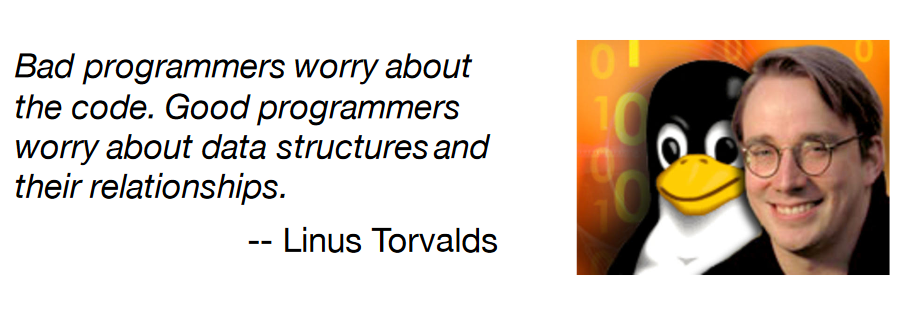 Bad programmers worry about
the code. Good programmers
worry about data structures and
their relationships.
-- Linus Torvalds